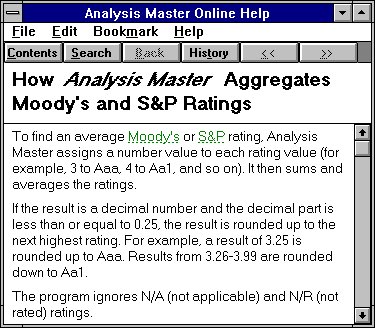 Analysis Master Online Help
File Edit Bookmark Help
Contents Search Back History << >>
How Analysis Master Aggregates
Moody's and S&P Ratings
To find an average Moody's or S&P rating, Analysis
Master assigns a number value to each rating value (for
example, 3 to Aaa, 4 to Aa1, and so on). It then sums and
averages the ratings.
If the result is a decimal number and the decimal part is
less than or equal to 0.25, the result is rounded up to the
next highest rating. For example, a result of 3.25 is
rounded up to Aaa. Results from 3.26-3.99 are rounded
down to Aa1.
The program ignores N/A (not applicable) and N/R (not
rated) ratings.